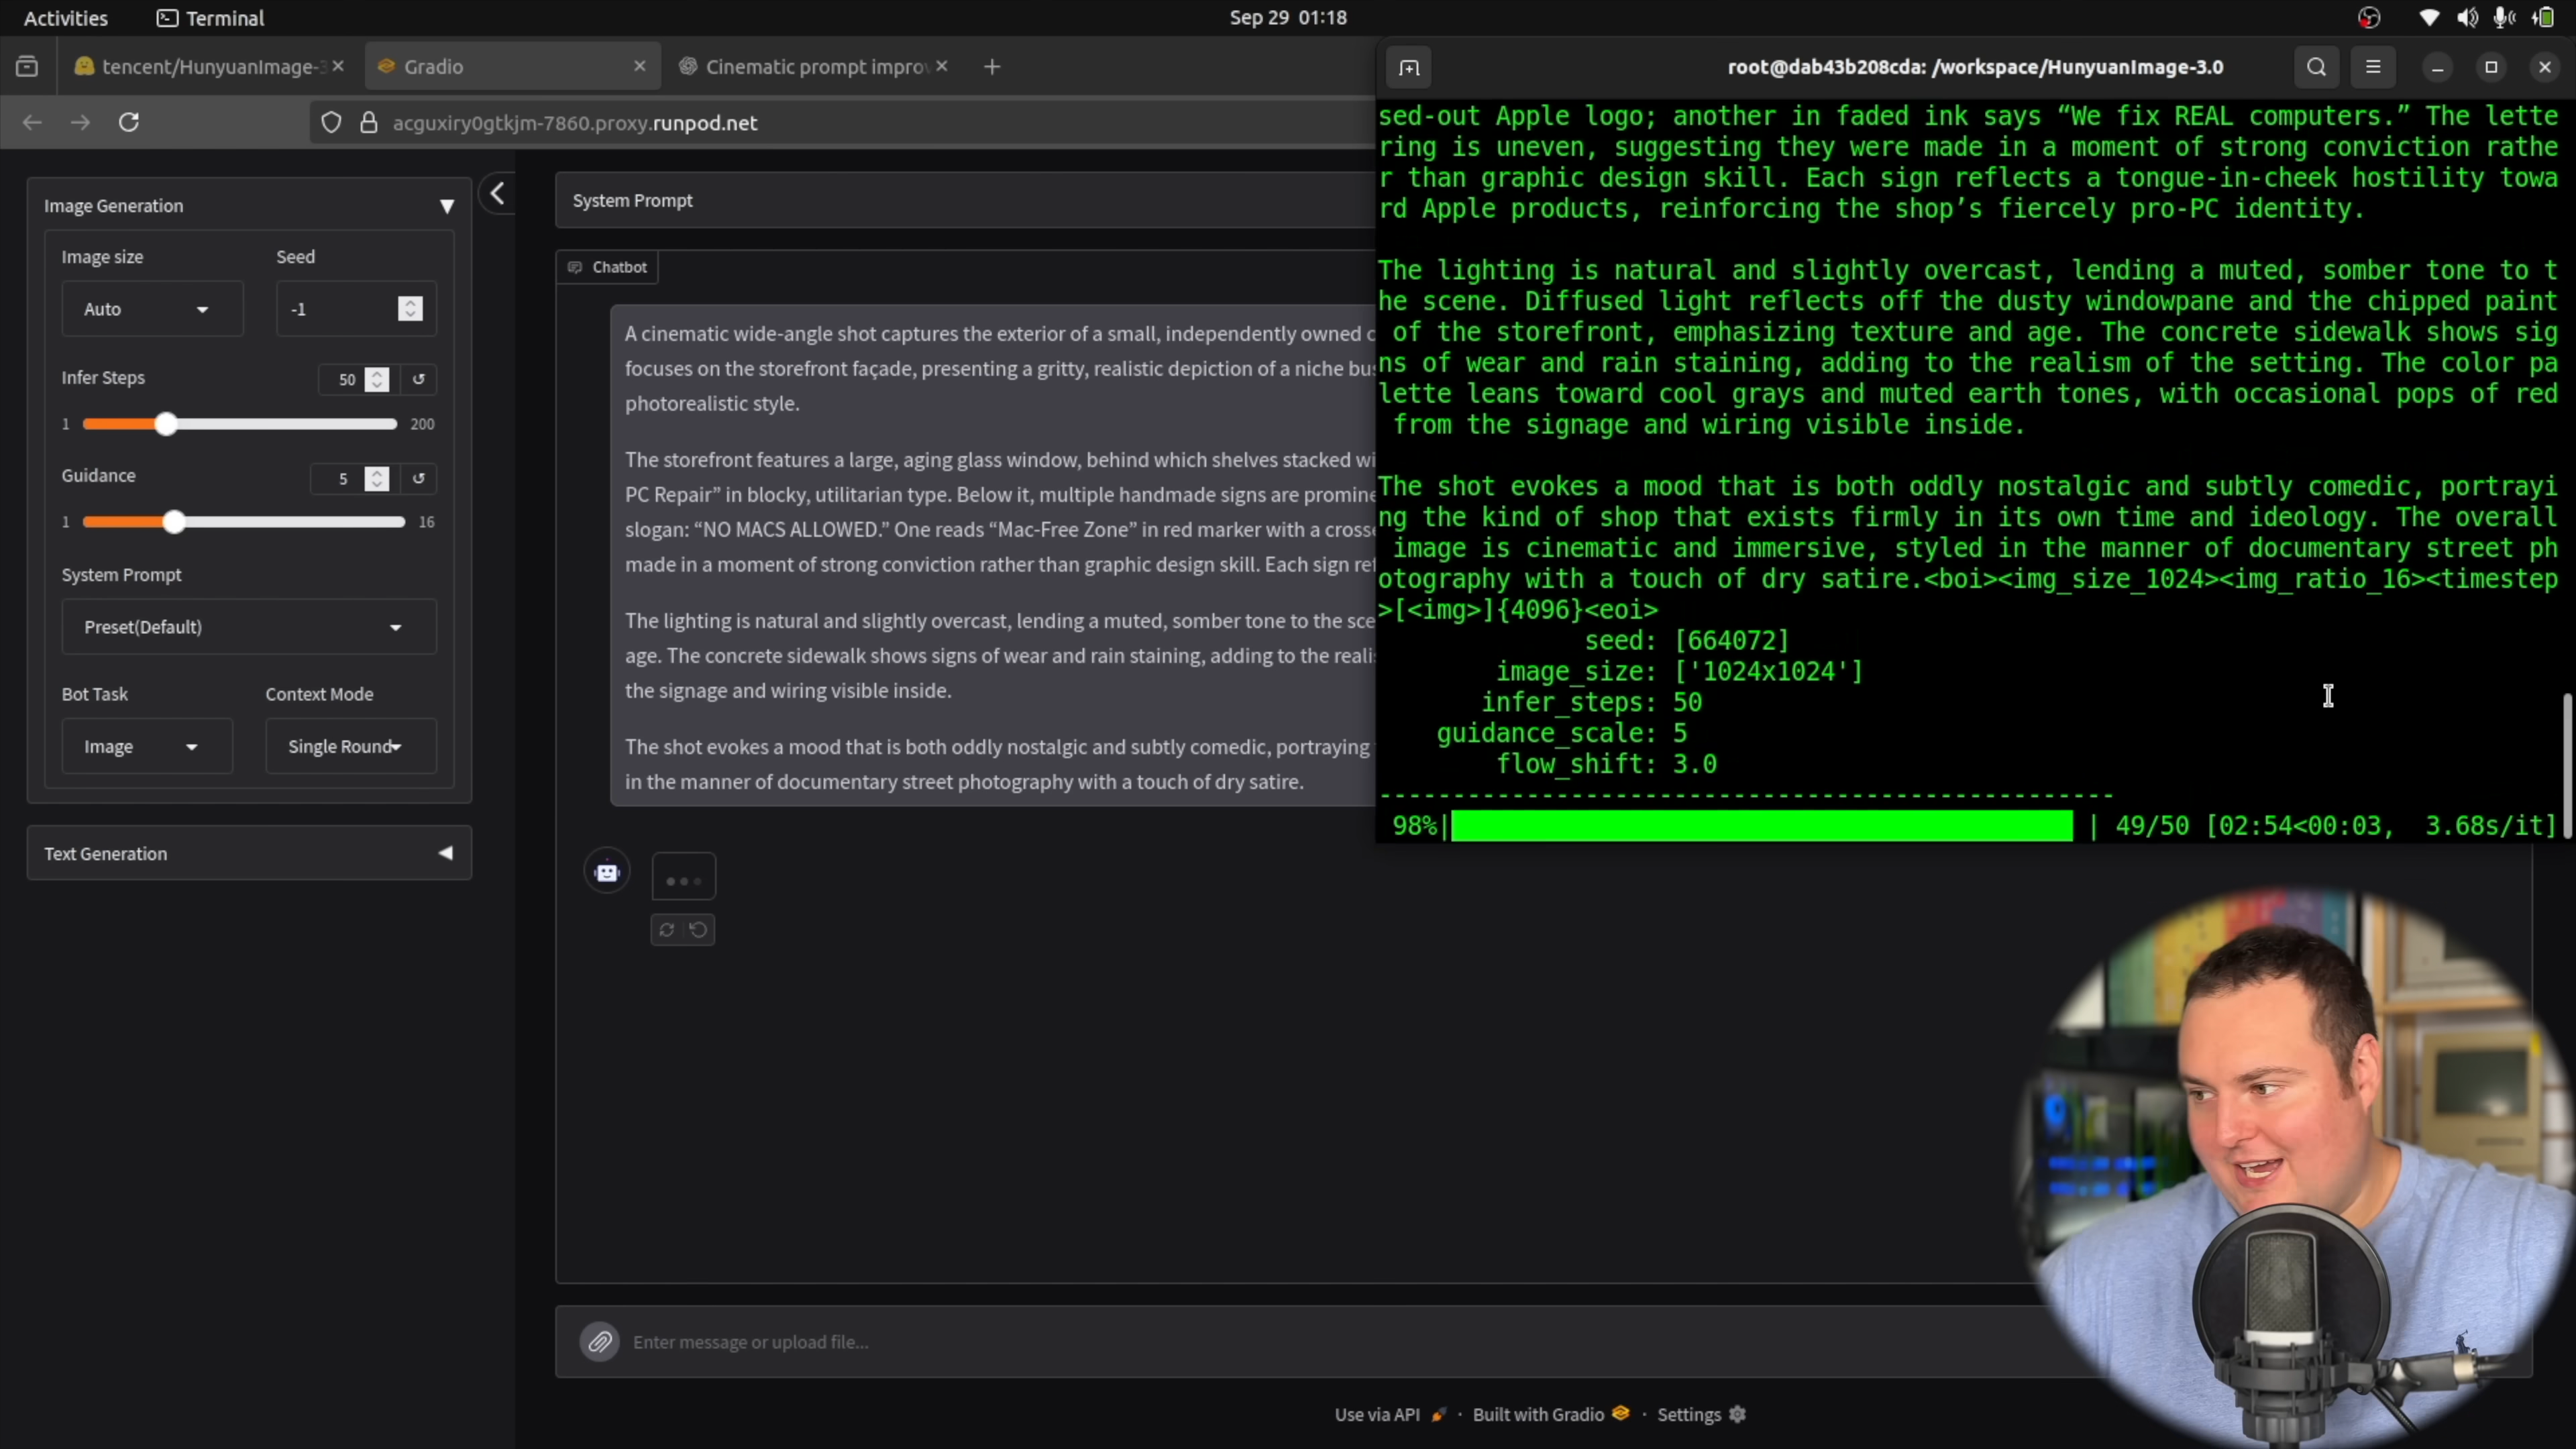 Activities
Terminal
Sep 29 01:18
tencent/HunyuanImage-3
Gradio
Cinematic prompt improv
acguxiry0gtkjm-7860.proxy.runpod.net
Image Generation
Image size
Seed
Auto
-1
Infer Steps
50
1
200
Guidance
5
1
16
System Prompt
Preset(Default)
Bot Task
Context Mode
Image
Single Round
Text Generation
System Prompt
Chatbot
A cinematic wide-angle shot captures the exterior of a small, independently owned c
focuses on the storefront façade, presenting a gritty, realistic depiction of a niche bu
photorealistic style.
The storefront features a large, aging glass window, behind which shelves stacked wi
PC Repair” in blocky, utilitarian type. Below it, multiple handmade signs are promine
slogan: “NO MACS ALLOWED.” One reads “Mac-Free Zone” in red marker with a cross
made in a moment of strong conviction rather than graphic design skill. Each sign ref
The lighting is natural and slightly overcast, lending a muted, somber tone to the sce
age. The concrete sidewalk shows signs of wear and rain staining, adding to the reali
the signage and wiring visible inside.
The shot evokes a mood that is both oddly nostalgic and subtly comedic, portraying
in the manner of documentary street photography with a touch of dry satire.
Enter message or upload file...
Use via API · Built with Gradio · Settings
root@dab43b208cda: /workspace/HunyuanImage-3.0
sed-out Apple logo; another in faded ink says “We fix REAL computers.” The lette
ring is uneven, suggesting they were made in a moment of strong conviction rathe
r than graphic design skill. Each sign reflects a tongue-in-cheek hostility towa
rd Apple products, reinforcing the shop’s fiercely pro-PC identity.
The lighting is natural and slightly overcast, lending a muted, somber tone to t
he scene. Diffused light reflects off the dusty windowpane and the chipped paint
of the storefront, emphasizing texture and age. The concrete sidewalk shows sig
ns of wear and rain staining, adding to the realism of the setting. The color pa
lette leans toward cool grays and muted earth tones, with occasional pops of red
from the signage and wiring visible inside.
The shot evokes a mood that is both oddly nostalgic and subtly comedic, portrayi
ng the kind of shop that exists firmly in its own time and ideology. The overall
image is cinematic and immersive, styled in the manner of documentary street ph
otography with a touch of dry satire.<boi><img_size_1024><img_ratio_16><timestep
>[<img>]{4096}<eoi>
seed: [664072]
image_size: ['1024x1024']
infer_steps: 50
guidance_scale: 5
flow_shift: 3.0
--------------------------------------------------
98%| | 49/50 [02:54<00:03, 3.68s/it]